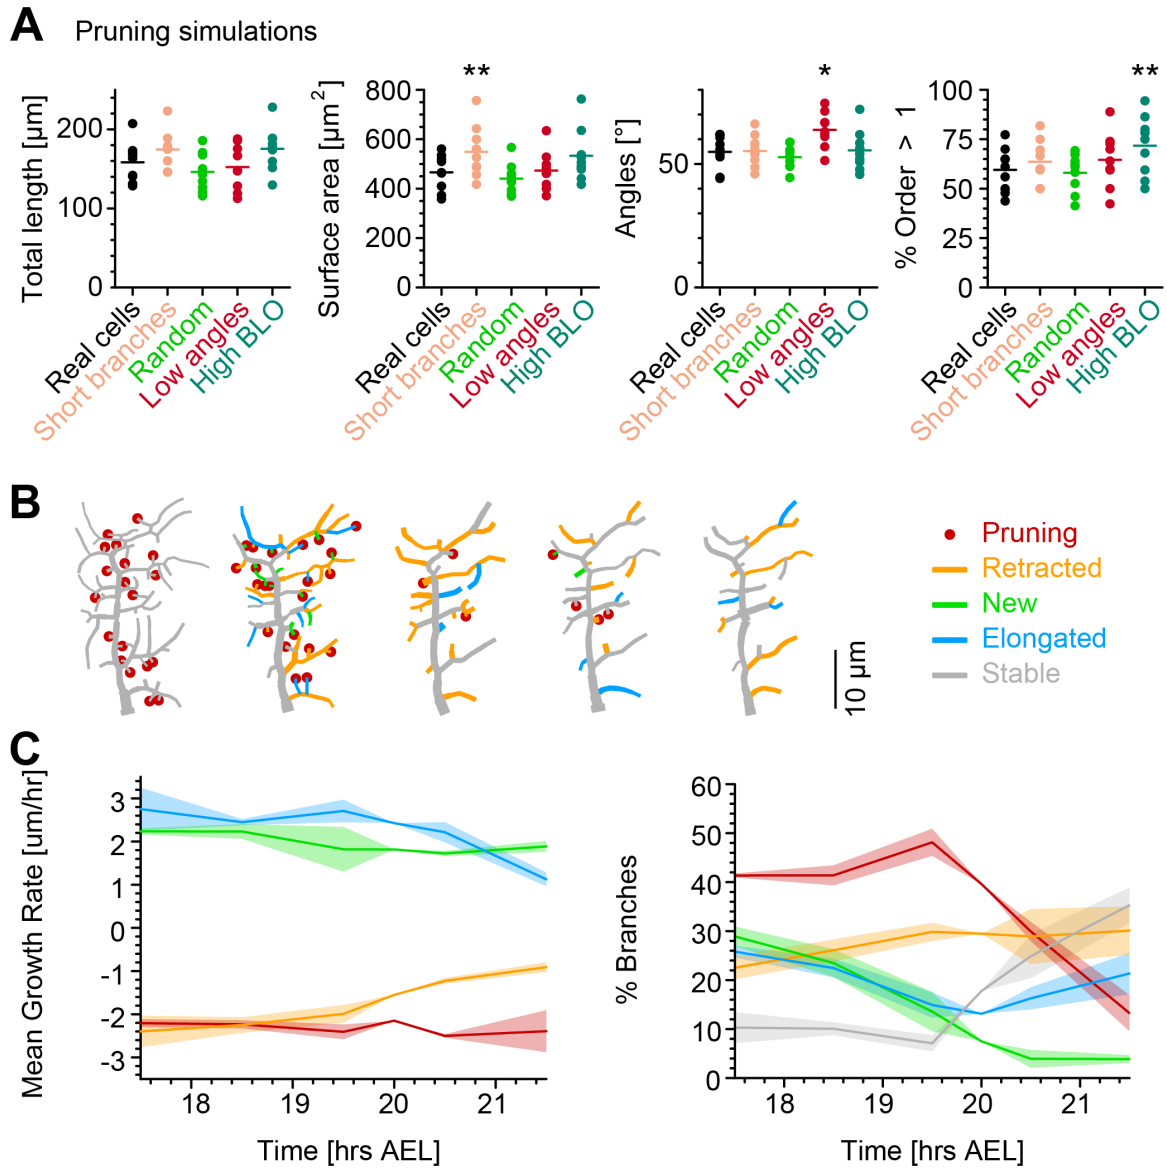 A Pruning simulations
** * **
Total length [µm]
200
100
0
Real cells
Short branches
Random
Low angles
High BLO
Surface area [µm²]
800
600
400
200
0
Real cells
Short branches
Random
Low angles
High BLO
Angles [°]
50
0
Real cells
Short branches
Random
Low angles
High BLO
% Order > 1
100
75
50
25
0
Real cells
Short branches
Random
Low angles
High BLO
B
Pruning
Retracted
New
Elongated
Stable
10 µm
C
Mean Growth Rate [um/hr]
3
2
1
0
-1
-2
-3
18 19 20 21
Time [hrs AEL]
% Branches
60
50
40
30
20
10
0
18 19 20 21
Time [hrs AEL]